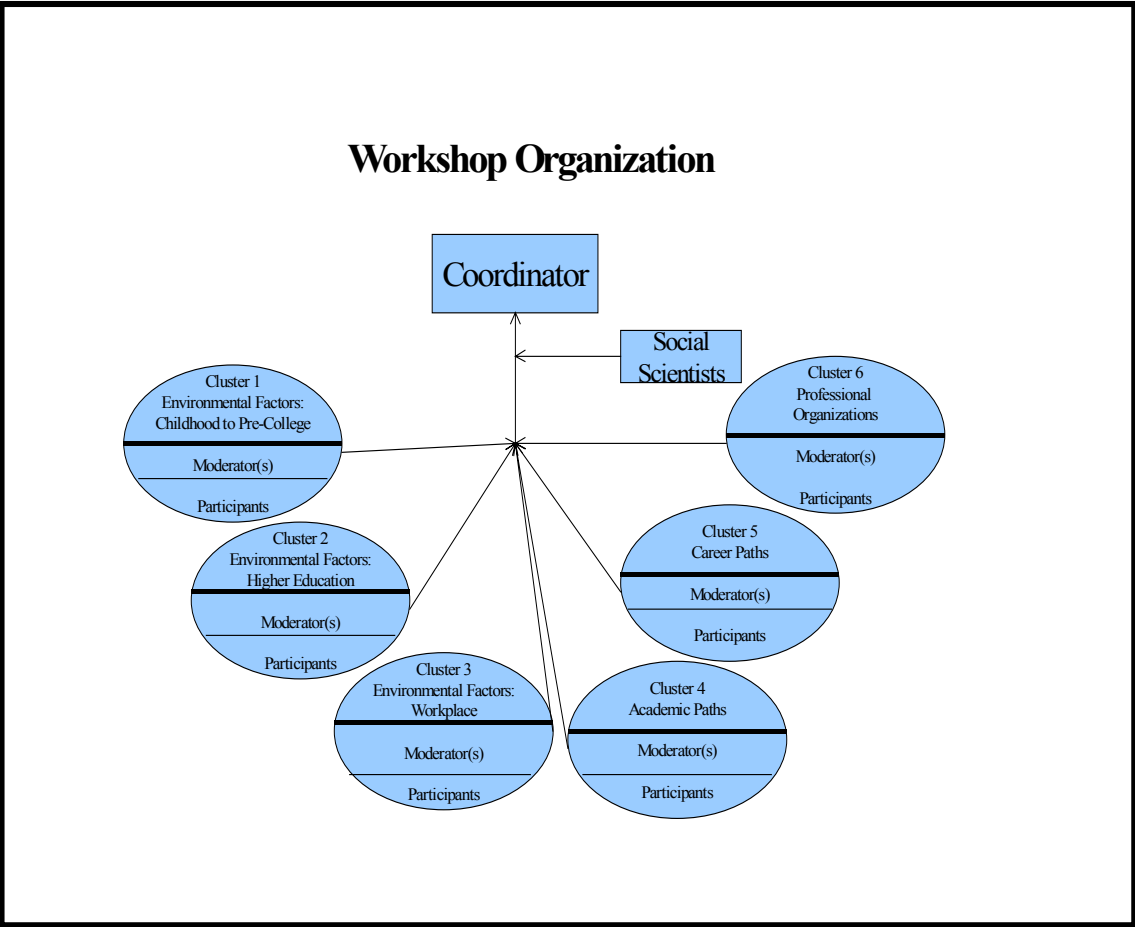 Workshop Organization
Coordinator
Social
Scientists
Cluster 1
Environmental Factors:
Childhood to Pre-College
Moderator(s)
Participants
Cluster 2
Environmental Factors:
Higher Education
Moderator(s)
Participants
Cluster 3
Environmental Factors:
Workplace
Moderator(s)
Participants
Cluster 4
Academic Paths
Moderator(s)
Participants
Cluster 5
Career Paths
Moderator(s)
Participants
Cluster 6
Professional
Organizations
Moderator(s)
Participants